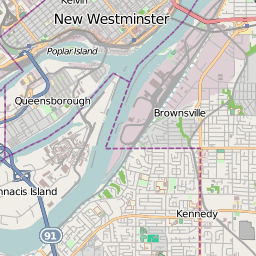 Kelvin
New Westminster
Poplar Island
Queensborough
Brownsville
nnacis Island
Kennedy
91